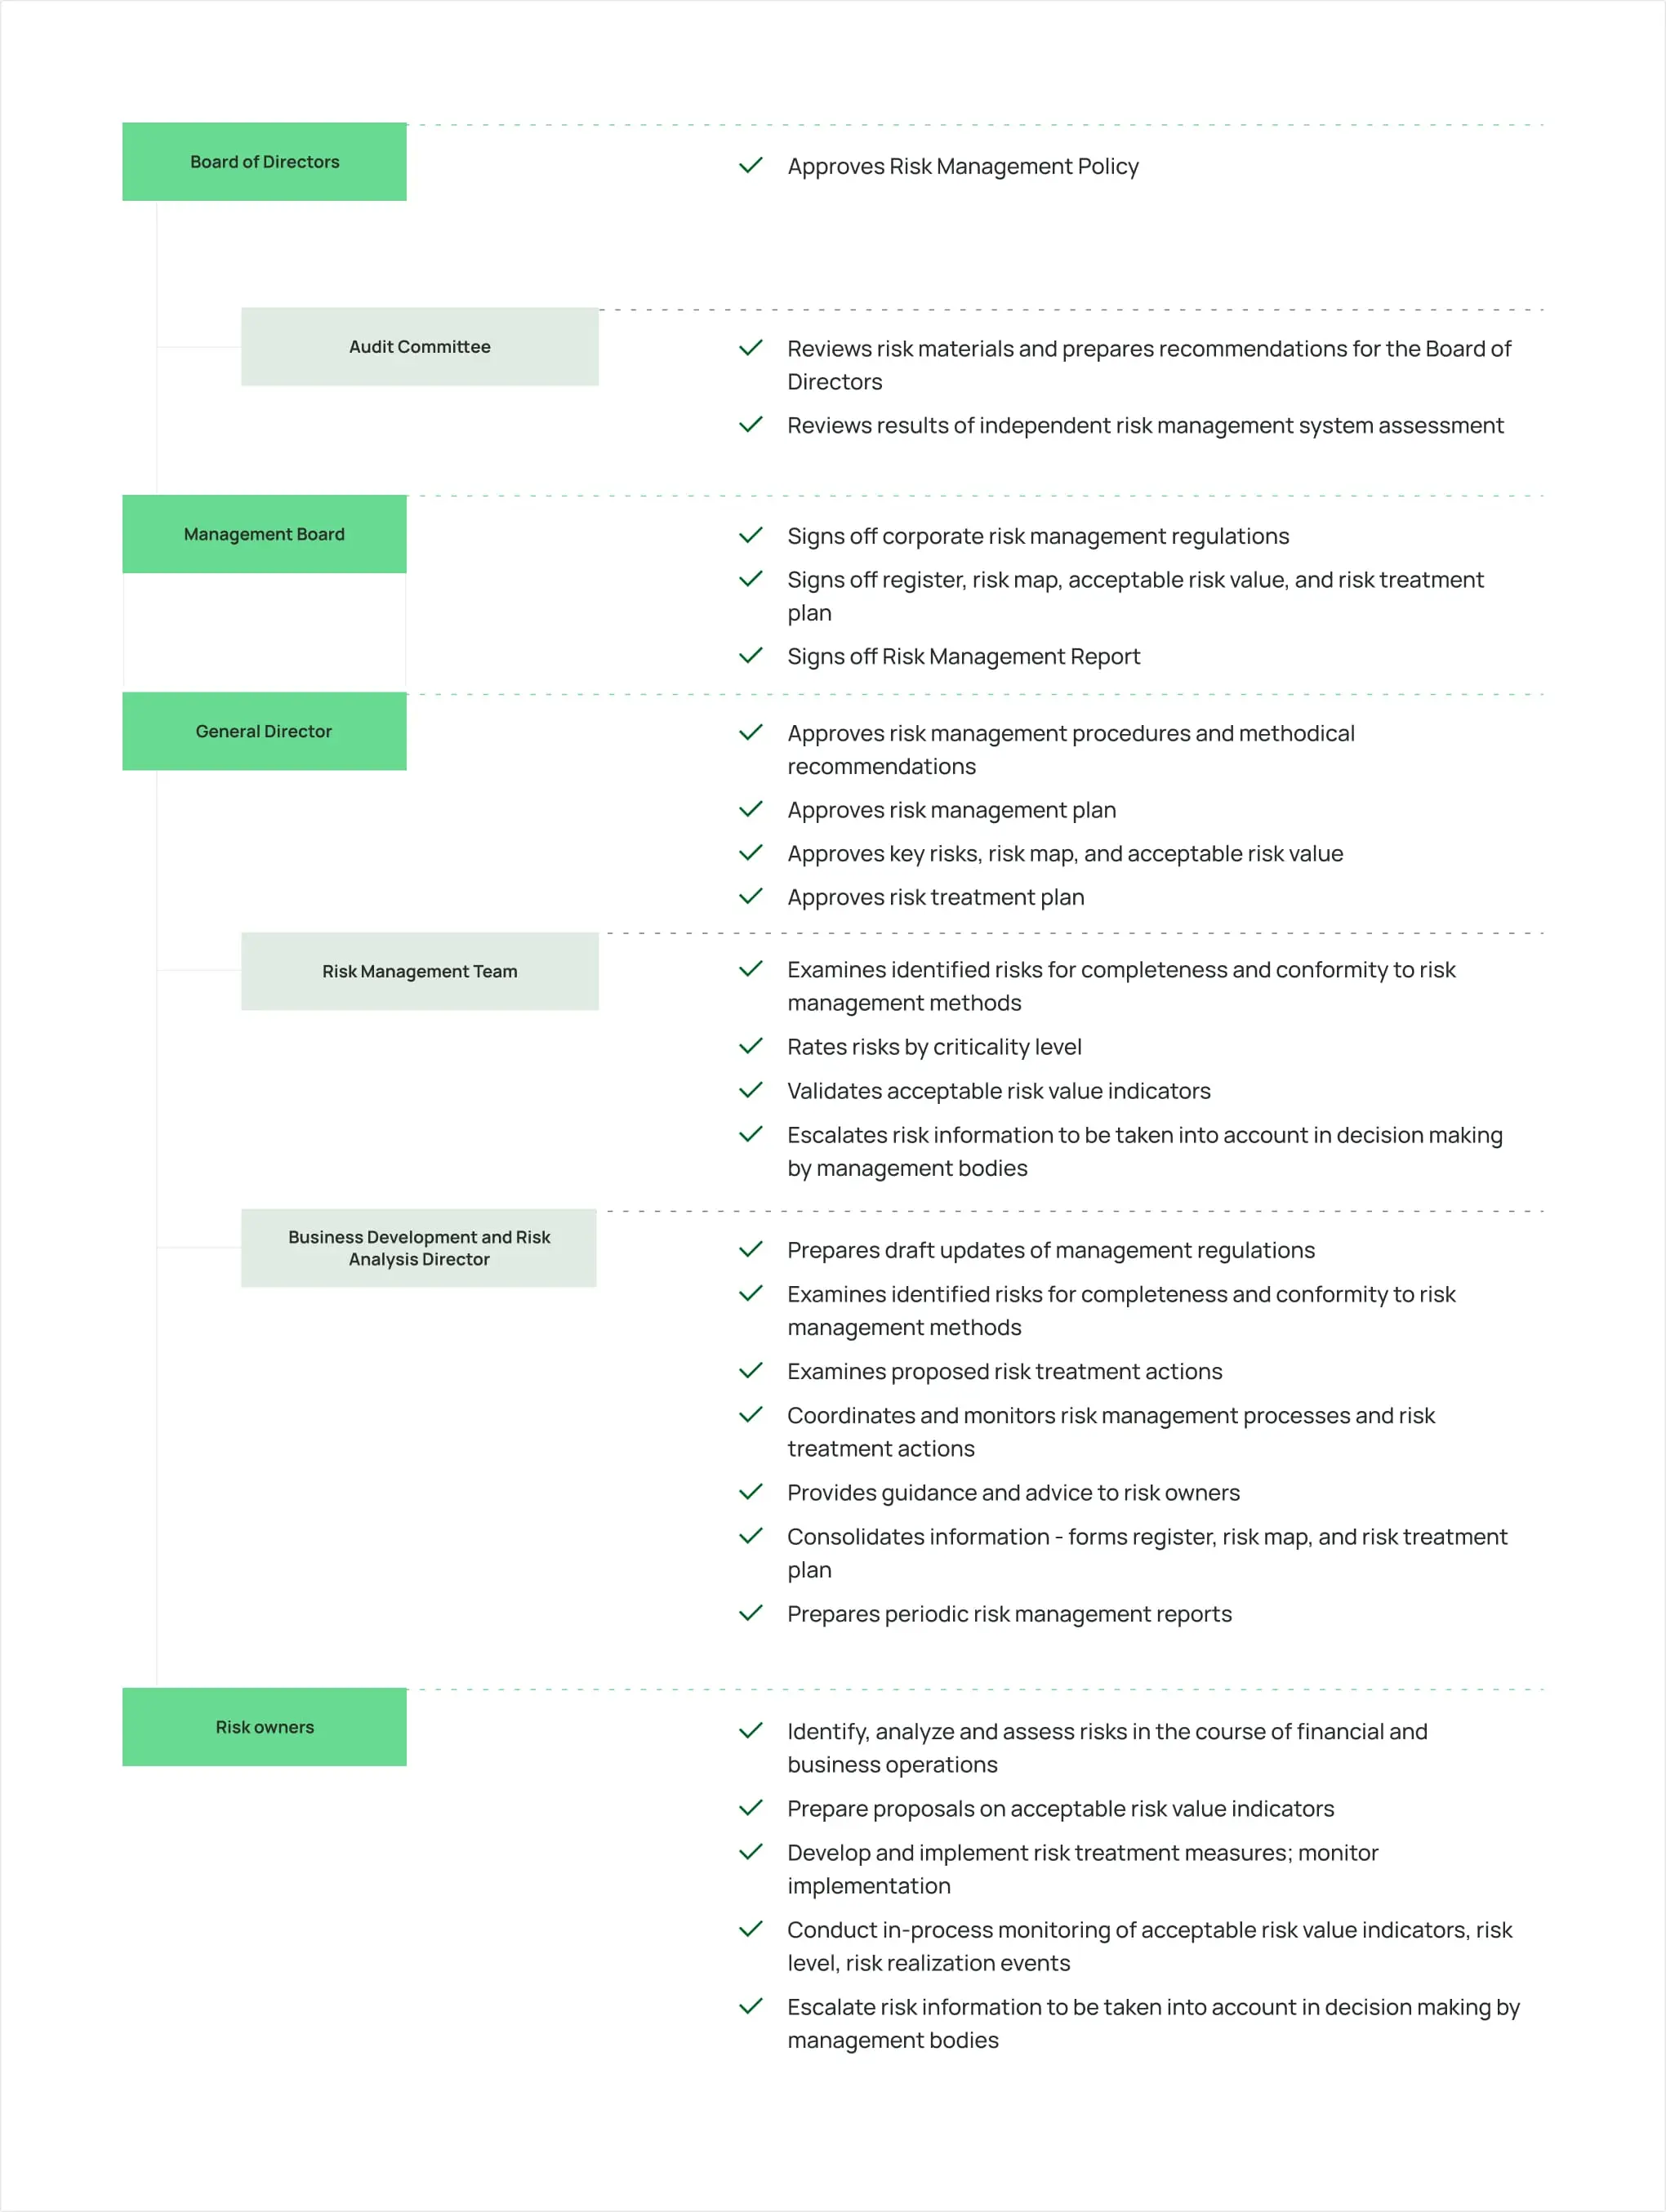 Board of Directors
Approves Risk Management Policy
Audit Committee
Reviews risk materials and prepares recommendations for the Board of
Directors
Reviews results of independent risk management system assessment
Management Board
Signs off corporate risk management regulations
Signs off register, risk map, acceptable risk value, and risk treatment
plan
Signs off Risk Management Report
General Director
Approves risk management procedures and methodical
recommendations
Approves risk management plan
Approves key risks, risk map, and acceptable risk value
Approves risk treatment plan
Risk Management Team
Examines identified risks for completeness and conformity to risk
management methods
Rates risks by criticality level
Validates acceptable risk value indicators
Escalates risk information to be taken into account in decision making
by management bodies
Business Development and Risk
Analysis Director
Prepares draft updates of management regulations
Examines identified risks for completeness and conformity to risk
management methods
Examines proposed risk treatment actions
Coordinates and monitors risk management processes and risk
treatment actions
Provides guidance and advice to risk owners
Consolidates information - forms register, risk map, and risk treatment
plan
Prepares periodic risk management reports
Risk owners
Identify, analyze and assess risks in the course of financial and
business operations
Prepare proposals on acceptable risk value indicators
Develop and implement risk treatment measures; monitor
implementation
Conduct in-process monitoring of acceptable risk value indicators, risk
level, risk realization events
Escalate risk information to be taken into account in decision making by
management bodies